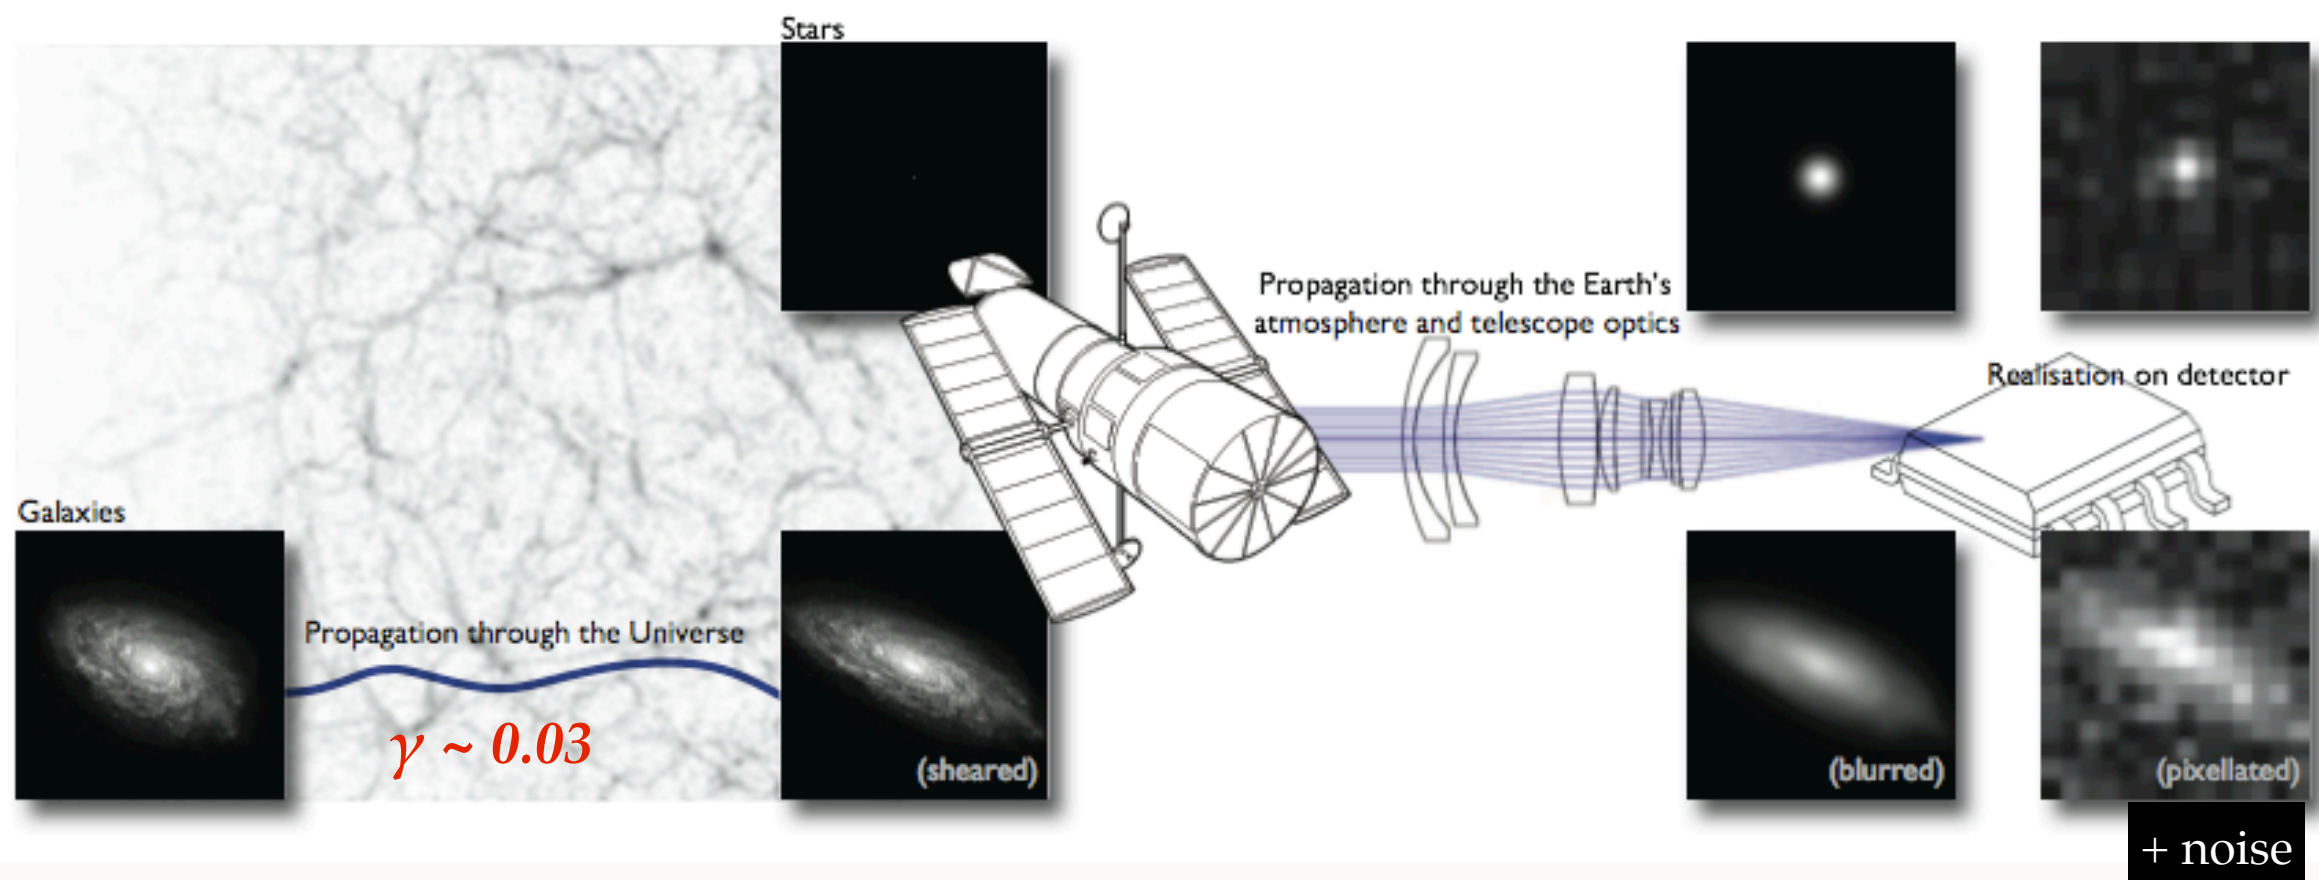 Stars
Propagation through the Earth's
atmosphere and telescope optics
Realisation on detector
Galaxies
Propagation through the Universe
γ ~ 0.03
(sheared)
(blurred)
(pixellated)
+ noise